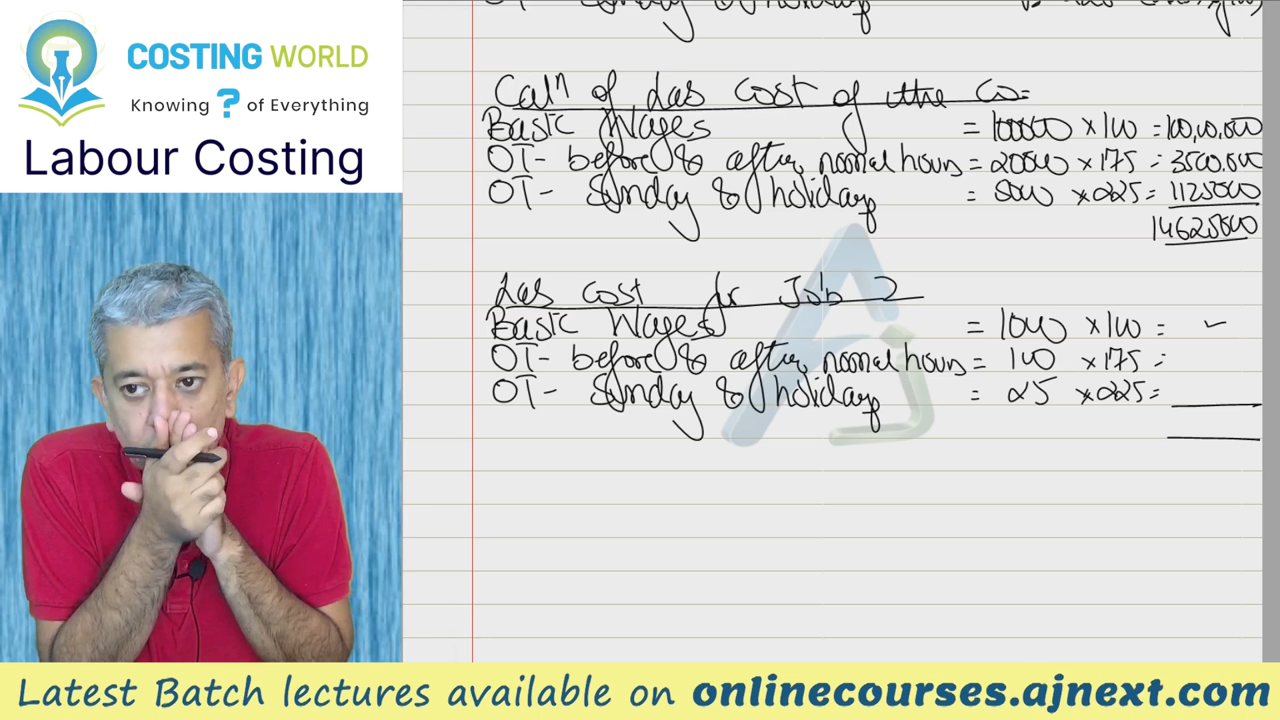 OT- Sunday & holiday
COSTING WORLD
Knowing ? of Everything
Labour Costing
Calⁿ of Lab cost of the Co-
Basic Wages = 100000 × 100 = 100,00,000
OT- before & after normal hours = 20000 × 175 = 3500,000
OT- Sunday & holiday = 5000 × 225 = 1125000
14625000
Lab cost for Job 2
Basic Wages = 1000 × 100 = ✓
OT- before & after normal hours = 100 × 175 =
OT- Sunday & holiday = 25 × 225 =
Latest Batch lectures available on onlinecourses.ajnext.com